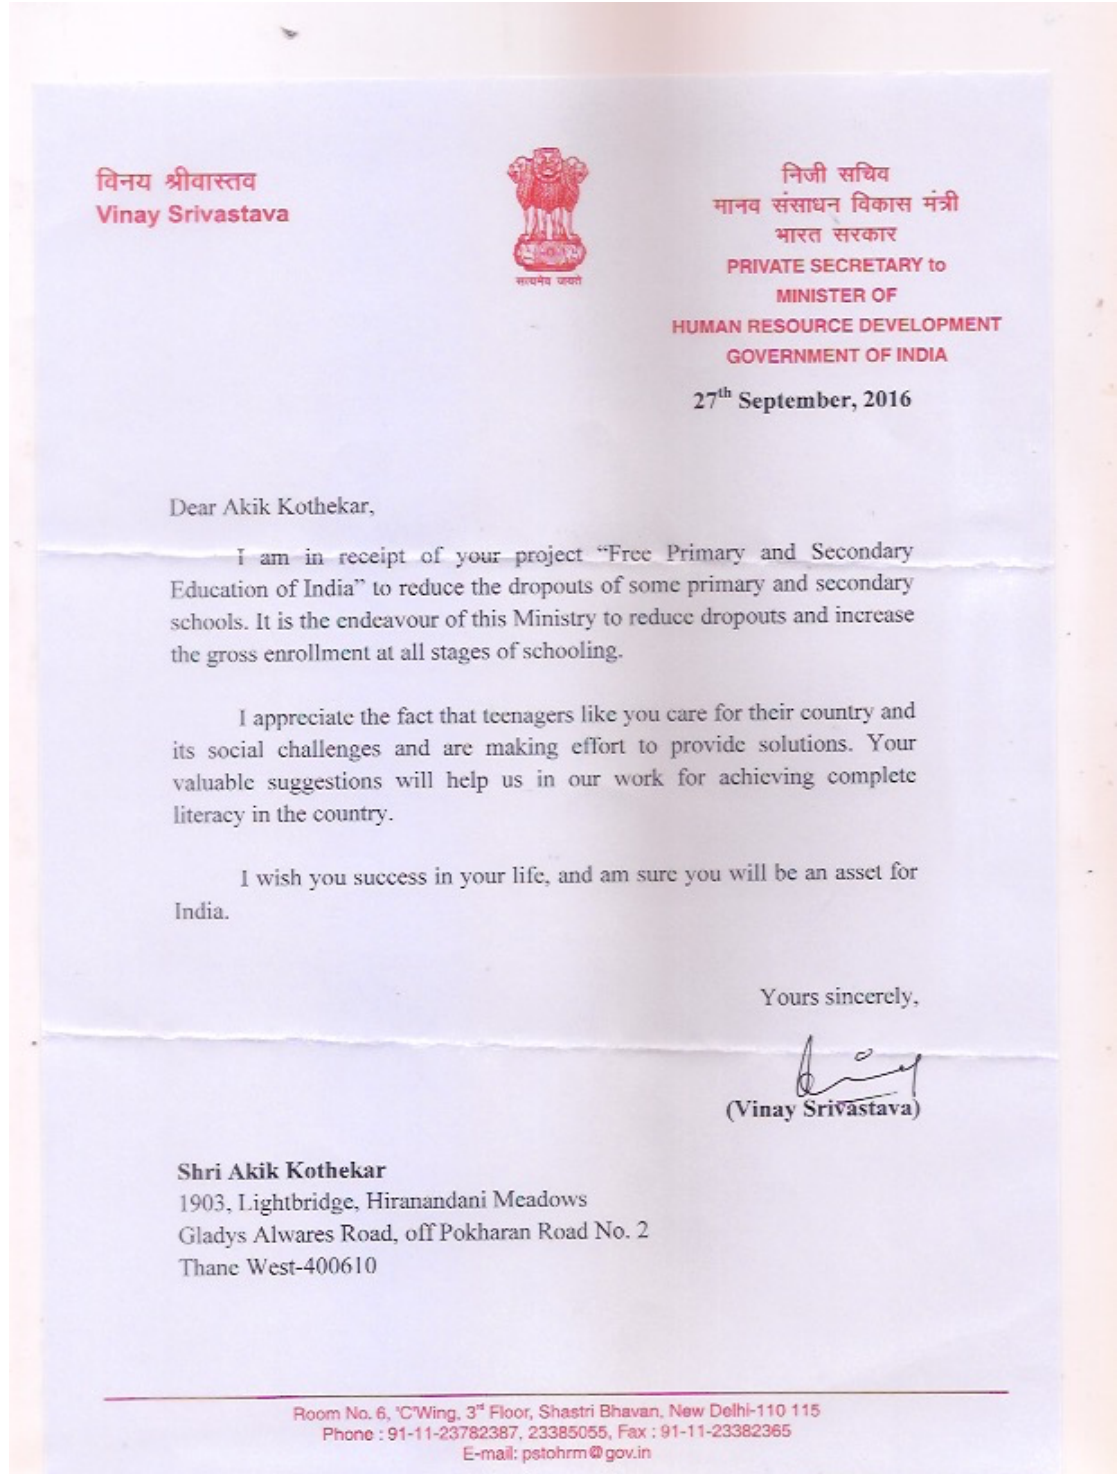 विनय श्रीवास्तव
Vinay Srivastava
सत्यमेव जयते
निजी सचिव
मानव संसाधन विकास मंत्री
भारत सरकार
PRIVATE SECRETARY to
MINISTER OF
HUMAN RESOURCE DEVELOPMENT
GOVERNMENT OF INDIA
27th September, 2016
Dear Akik Kothekar,
I am in receipt of your project “Free Primary and Secondary
Education of India” to reduce the dropouts of some primary and secondary
schools. It is the endeavour of this Ministry to reduce dropouts and increase
the gross enrollment at all stages of schooling.
I appreciate the fact that teenagers like you care for their country and
its social challenges and are making effort to provide solutions. Your
valuable suggestions will help us in our work for achieving complete
literacy in the country.
I wish you success in your life, and am sure you will be an asset for
India.
Yours sincerely,
(Vinay Srivastava)
Shri Akik Kothekar
1903, Lightbridge, Hiranandani Meadows
Gladys Alwares Road, off Pokharan Road No. 2
Thane West-400610
Room No. 6, 'C'Wing, 3rd Floor, Shastri Bhavan, New Delhi-110 115
Phone : 91-11-23782387, 23385055, Fax : 91-11-23382365
E-mail: pstohrm@gov.in